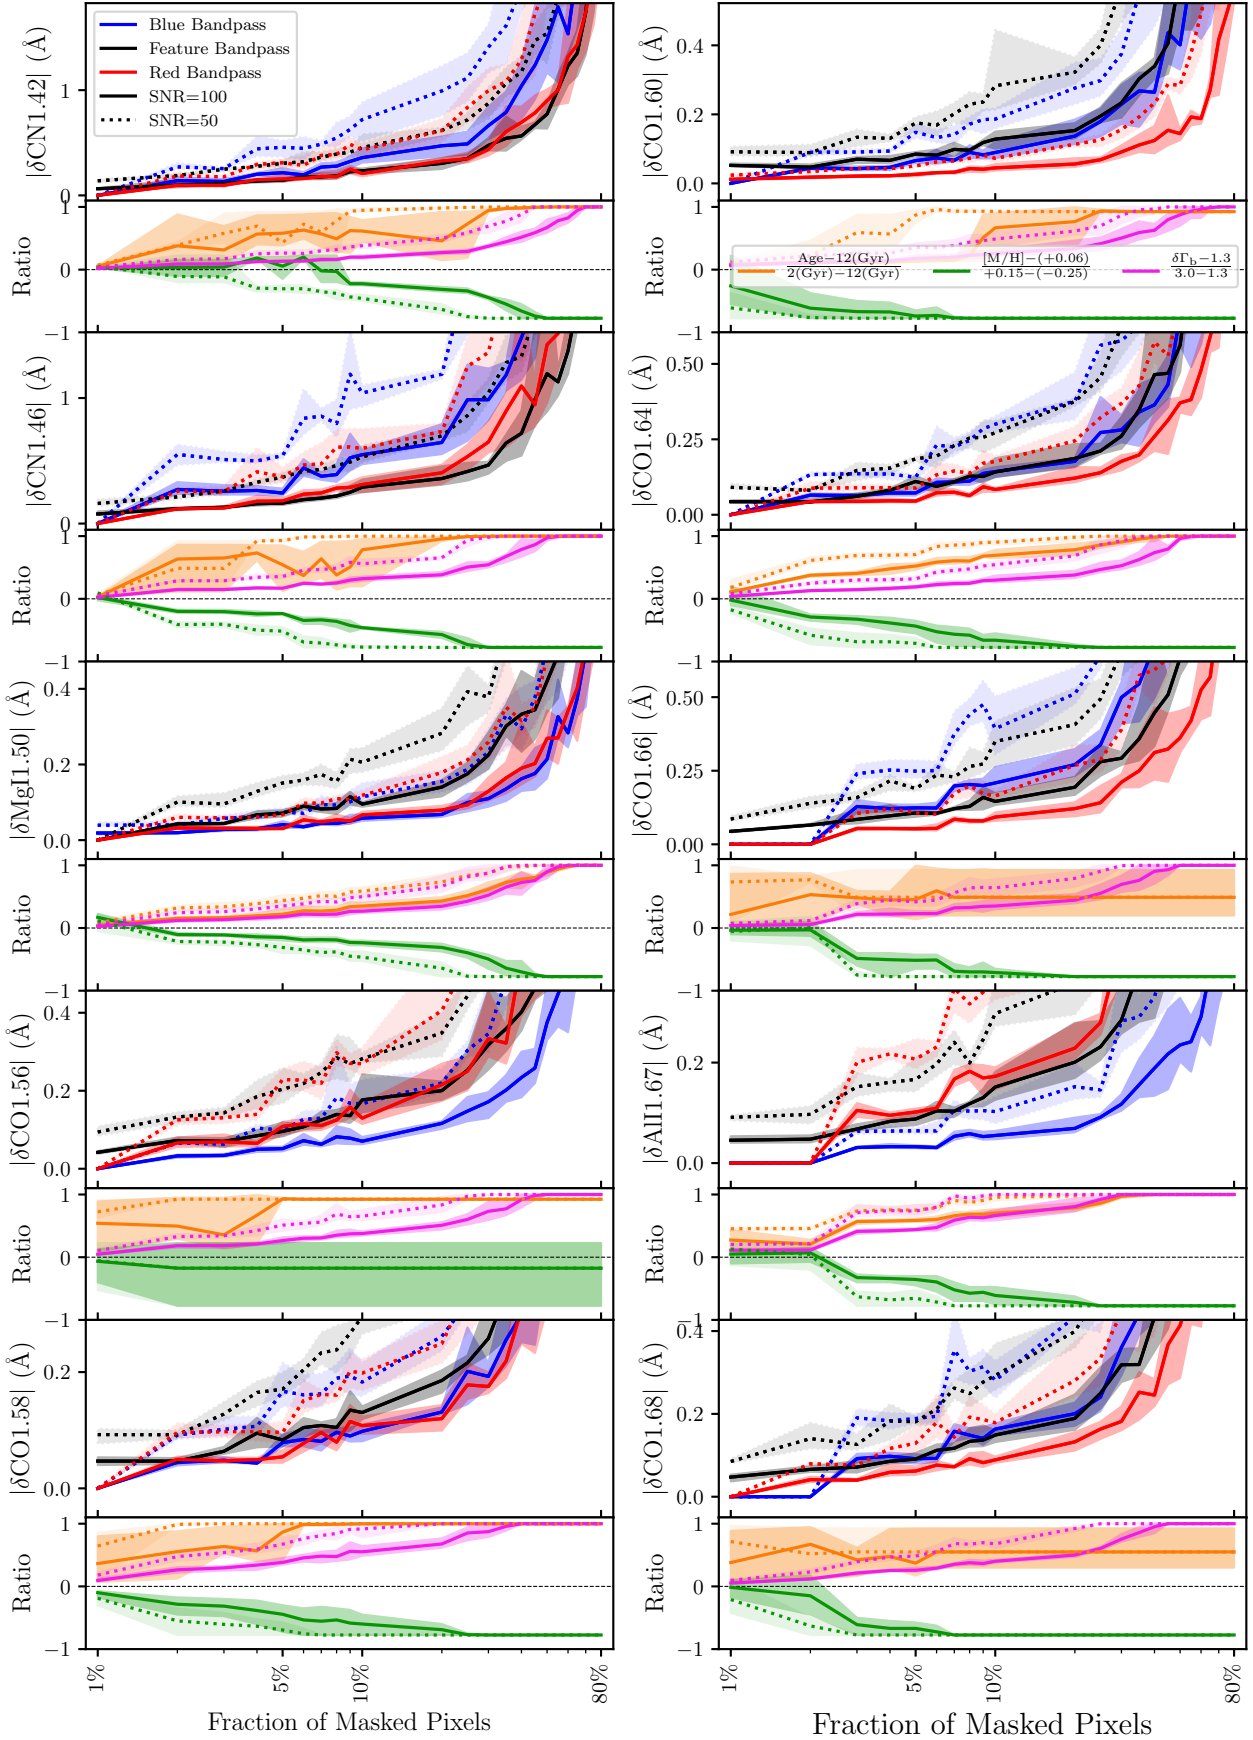 Blue Bandpass
Feature Bandpass
Red Bandpass
SNR=100
SNR=50
|δCN1.42| (Å)
1
0
Ratio
1
0
−1
|δCN1.46| (Å)
1
0
Ratio
1
0
−1
|δMgI1.50| (Å)
0.4
0.2
0.0
Ratio
1
0
−1
|δCO1.56| (Å)
0.4
0.2
0.0
Ratio
1
0
−1
|δCO1.58| (Å)
0.2
0.0
Ratio
1
0
−1
1%
5%
10%
80%
Fraction of Masked Pixels
|δCO1.60| (Å)
0.4
0.2
0.0
Ratio
1
0
−1
Age−12(Gyr)
2(Gyr)−12(Gyr)
[M/H]−(+0.06)
+0.15−(−0.25)
δΓb−1.3
3.0−1.3
|δCO1.64| (Å)
0.50
0.25
0.00
Ratio
1
0
−1
|δCO1.66| (Å)
0.50
0.25
0.00
Ratio
1
0
−1
|δAlI1.67| (Å)
0.2
0.0
Ratio
1
0
−1
|δCO1.68| (Å)
0.4
0.2
0.0
Ratio
1
0
−1
1%
5%
10%
80%
Fraction of Masked Pixels